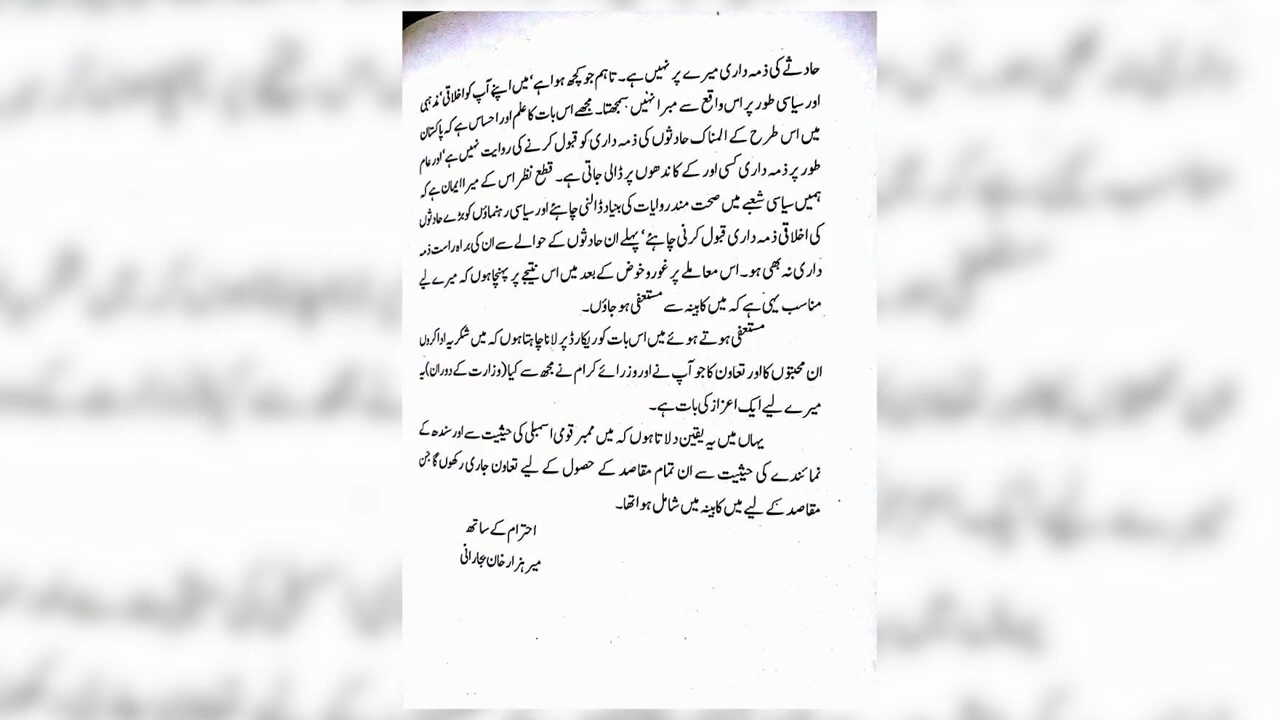 حادثے کی ذمہ داری میرے پر نہیں ہے۔ تاہم جو کچھ ہوا ہے‘ میں اپنے آپ کو اخلاقی‘ مذہبی
اور سیاسی طور پر اس واقع سے مبرا نہیں سمجھتا۔ مجھے اس بات کا علم اور احساس ہے کہ پاکستان
میں اس طرح کے المناک حادثوں کی ذمہ داری کو قبول کرنے کی روایت نہیں ہے‘ اور عام
طور پر ذمہ داری کسی اور کے کاندھوں پر ڈالی جاتی ہے۔ قطع نظر اس کے میرا ایمان ہے کہ
ہمیں سیاسی شعبے میں صحت مند روایات کی بنیاد ڈالنی چاہئے اور سیاسی رہنماؤں کو بڑے حادثوں
کی اخلاقی ذمہ داری قبول کرنی چاہئے‘ پہلے ان حادثوں کے حوالے سے ان کی براہ راست ذمہ
داری نہ بھی ہو۔ اس معاملے پر غور و خوض کے بعد میں اس نتیجے پر پہنچا ہوں کہ میرے لیے
مناسب یہی ہے کہ میں کابینہ سے مستعفی ہو جاؤں۔
مستعفی ہوتے ہوئے میں اس بات کو ریکارڈ پر لانا چاہتا ہوں کہ میں شکریہ ادا کروں
ان محبتوں کا اور تعاون کا جو آپ نے اور وزرائے کرام نے مجھ سے کیا (وزارت کے دوران) یہ
میرے لیے ایک اعزاز کی بات ہے۔
یہاں میں یہ یقین دلاتا ہوں کہ میں ممبر قومی اسمبلی کی حیثیت سے اور سندھ کے
نمائندے کی حیثیت سے ان تمام مقاصد کے حصول کے لیے تعاون جاری رکھوں گا جن
مقاصد کے لیے میں کابینہ میں شامل ہوا تھا۔
احترام کے ساتھ
میر ہزار خان بجارانی